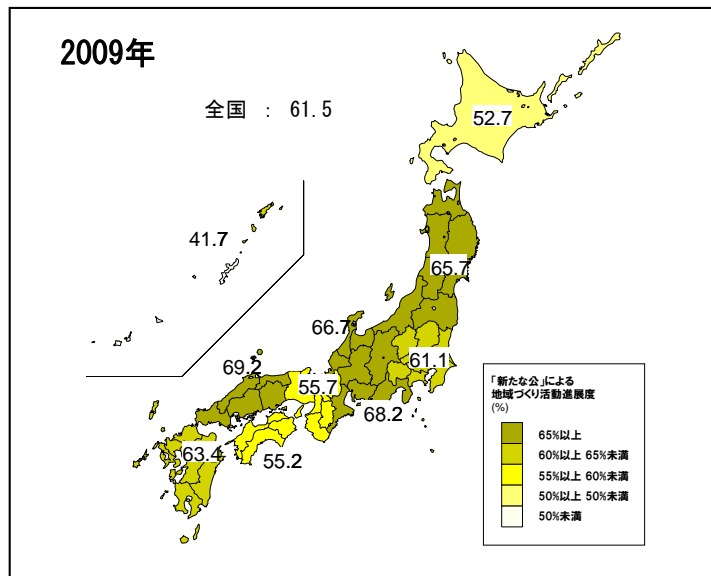 2009年
全国 ： 61.5
52.7
41.7
65.7
66.7
61.1
69.2
55.7
68.2
63.4
55.2
「新たな公」による
地域づくり活動進展度
(%)
65%以上
60%以上 65%未満
55%以上 60%未満
50%以上 50%未満
50%未満